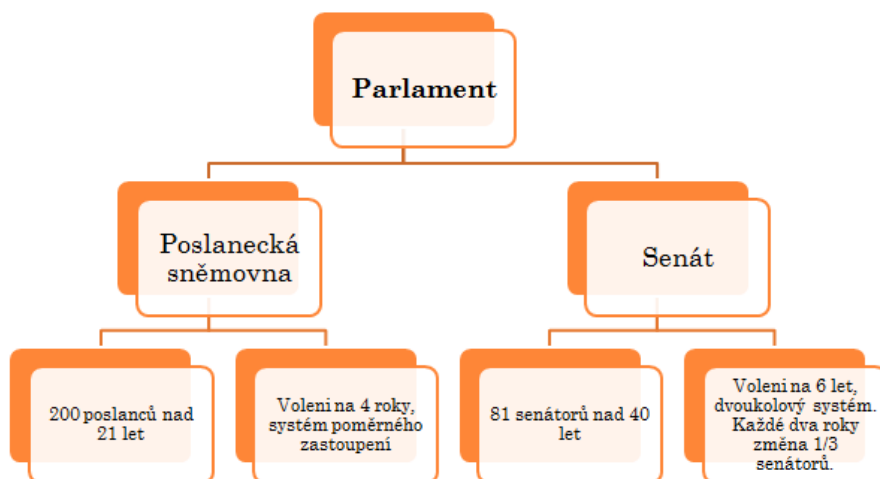 Parlament
Poslanecká
sněmovna
Senát
200 poslanců nad
21 let
Voleni na 4 roky,
systém poměrného
zastoupení
81 senátorů nad 40
let
Voleni na 6 let,
dvoukolový systém.
Každé dva roky
změna 1/3
senátorů.